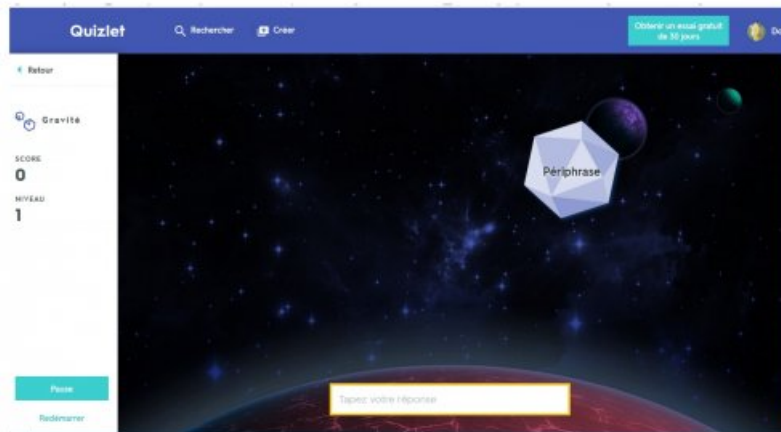 Quizlet
Rechercher
Créer
Obtenir un essai gratuit
de 30 jours
Retour
Gravité
SCORE
0
NIVEAU
1
Périphrase
Tapez votre réponse
Pause
Redémarrer